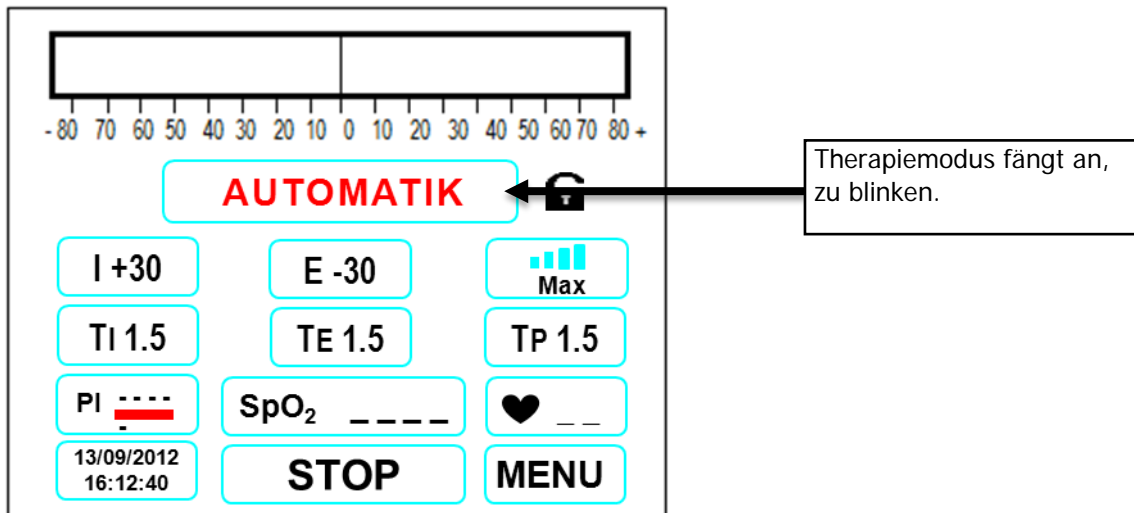 - 80 70 60 50 40 30 20 10 0 10 20 30 40 50 60 70 80 +
AUTOMATIK
Therapiemodus fängt an,
zu blinken.
I +30 E -30 Max
TI 1.5 TE 1.5 TP 1.5
PI - - - - - SpO₂ _ _ _ _ _ _
13/09/2012
16:12:40
STOP MENU